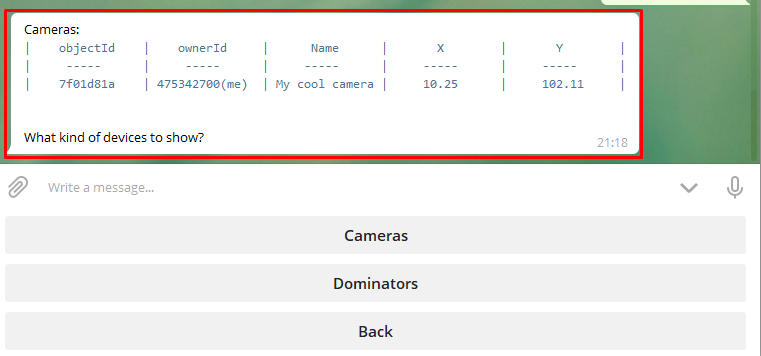 Cameras:
| objectId | ownerId | Name | X | Y |
| ----- | ----- | ----- | ----- | ----- |
| 7f01d81a | 475342700(me) | My cool camera | 10.25 | 102.11 |
What kind of devices to show?
21:18
Write a message...
Cameras
Dominators
Back